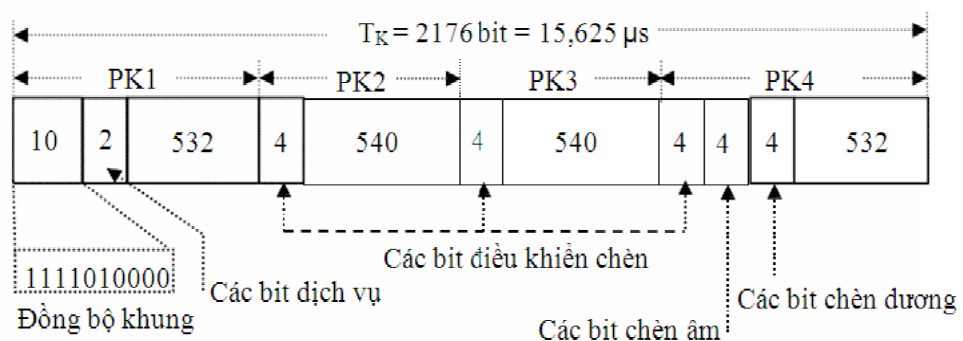 T_K = 2176 bit = 15,625 µs
PK1 PK2 PK3 PK4
10 2 532 4 540 4 540 4 4 4 532
Các bit điều khiển chèn
1111010000
Các bit dịch vụ
Các bit chèn dương
Đồng bộ khung
Các bit chèn âm